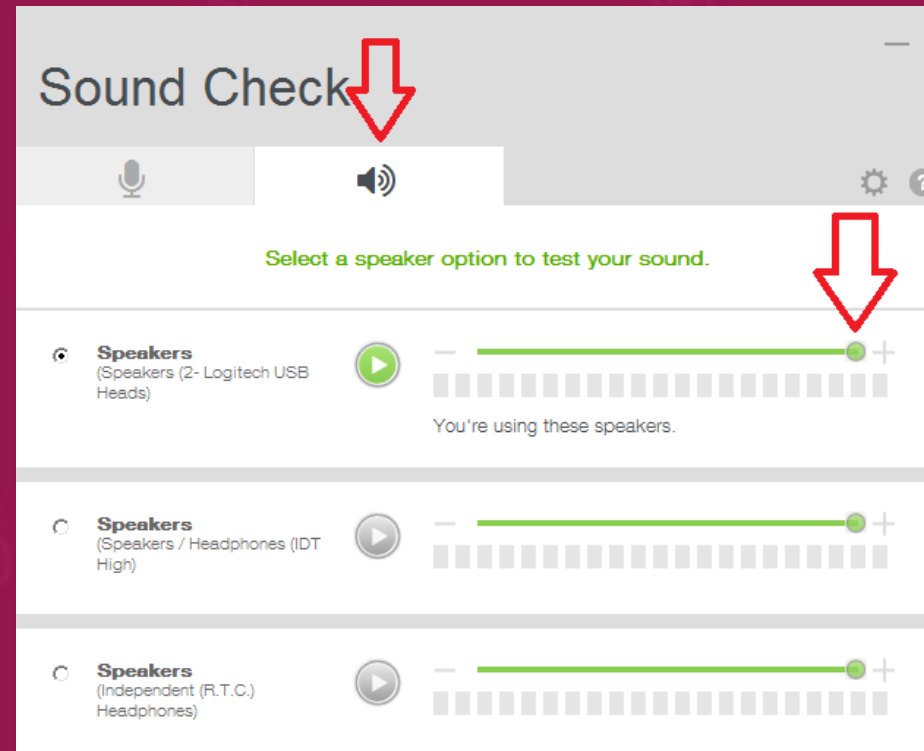 Sound Check
Select a speaker option to test your sound.
Speakers
(Speakers (2- Logitech USB
Heads)
You're using these speakers.
Speakers
(Speakers / Headphones (IDT
High)
Speakers
(Independent (R.T.C.)
Headphones)